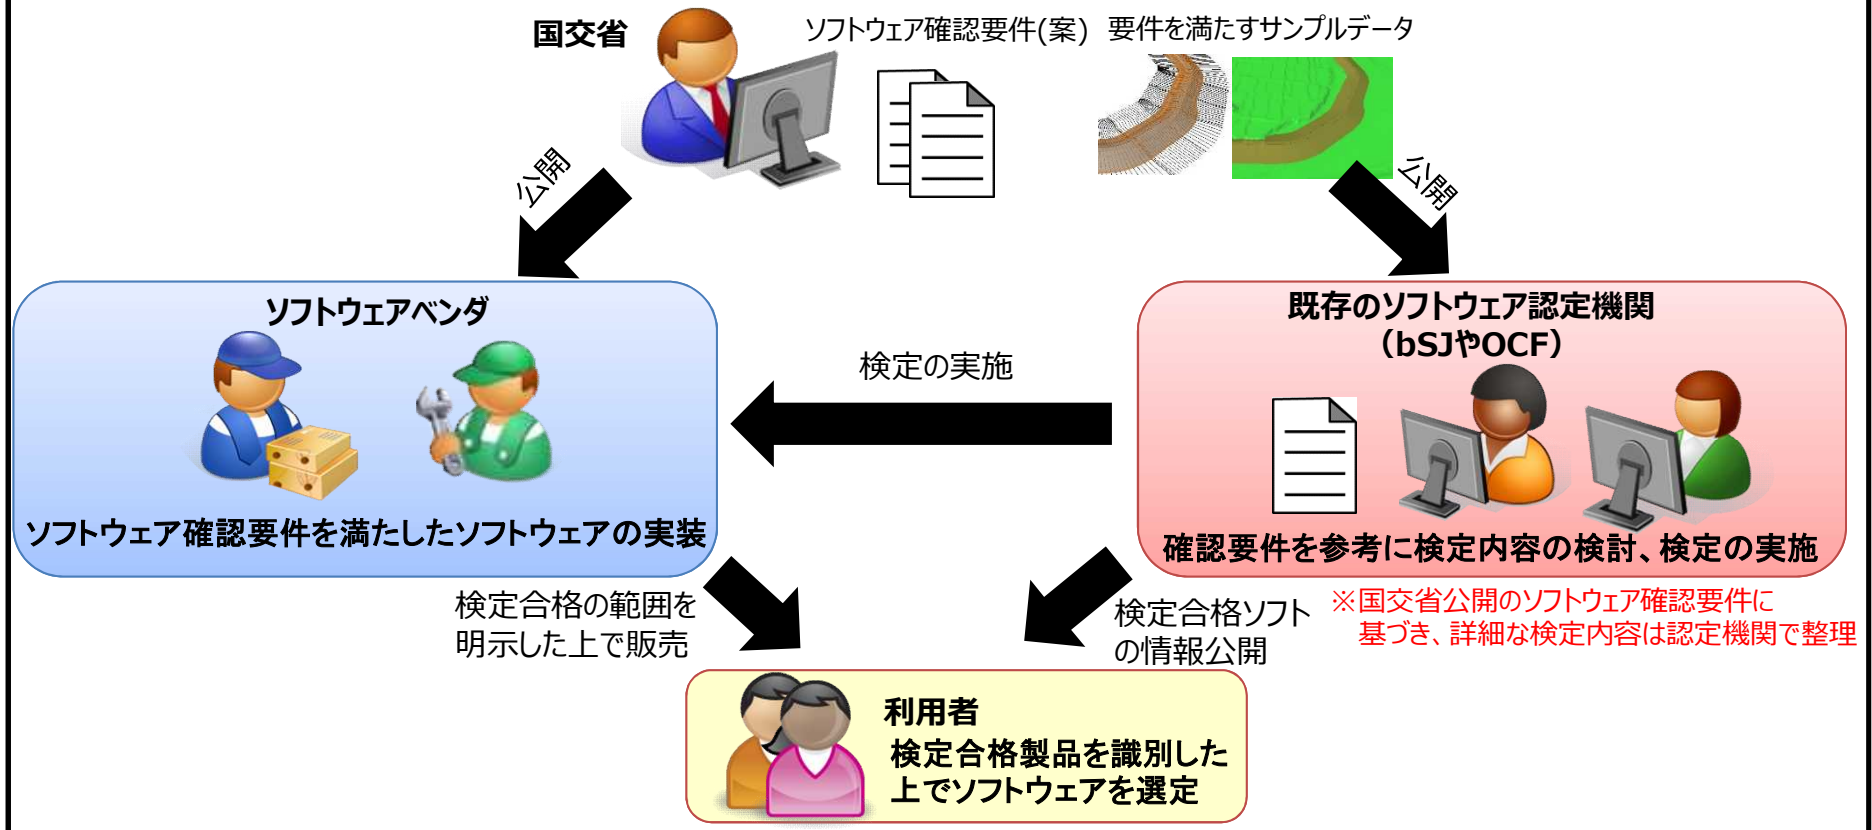 国交省
ソフトウェア確認要件(案)
要件を満たすサンプルデータ
公開
公開
ソフトウェアベンダ
ソフトウェア確認要件を満たしたソフトウェアの実装
検定の実施
既存のソフトウェア認定機関
（bSJやOCF）
確認要件を参考に検定内容の検討、検定の実施
※国交省公開のソフトウェア確認要件に
基づき、詳細な検定内容は認定機関で整理
検定合格の範囲を
明示した上で販売
検定合格ソフト
の情報公開
利用者
検定合格製品を識別した
上でソフトウェアを選定